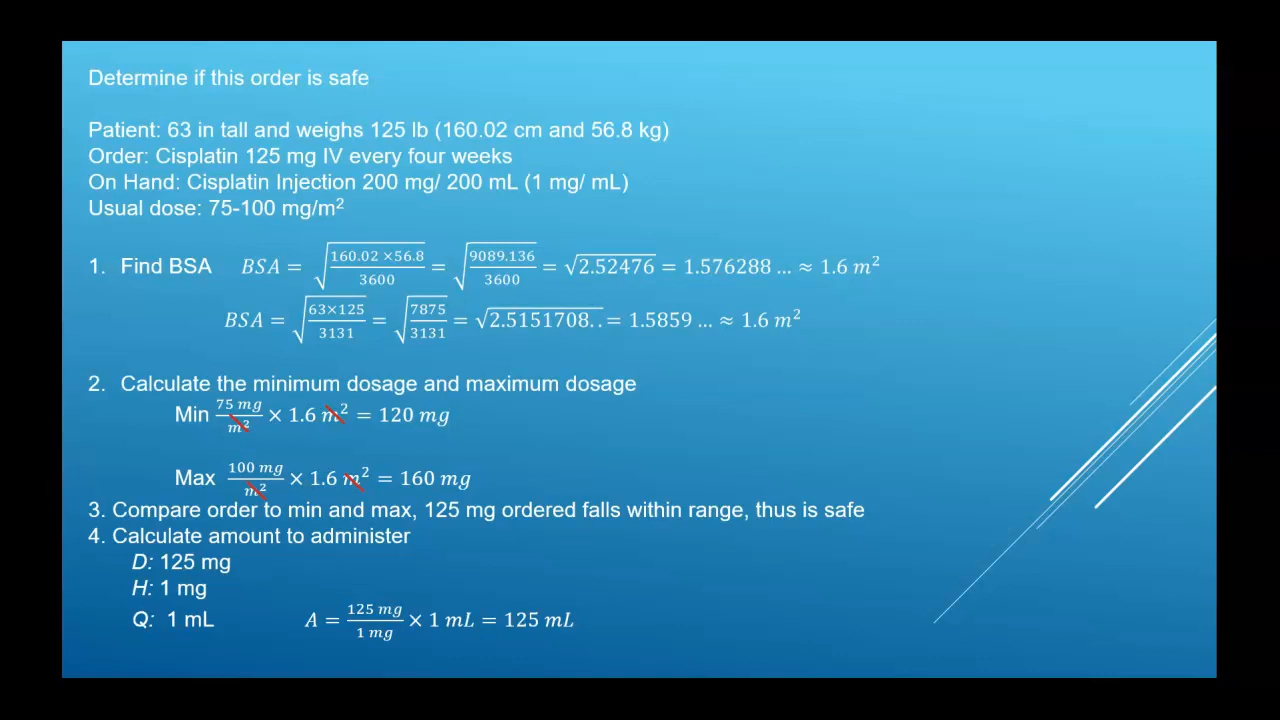 Determine if this order is safe
Patient: 63 in tall and weighs 125 lb (160.02 cm and 56.8 kg)
Order: Cisplatin 125 mg IV every four weeks
On Hand: Cisplatin Injection 200 mg/ 200 mL (1 mg/ mL)
Usual dose: 75-100 mg/m²
1. Find BSA BSA = √(160.02 ×56.8 / 3600) = √(9089.136 / 3600) = √2.52476 = 1.576288 … ≈ 1.6 m²
BSA = √(63×125 / 3131) = √(7875 / 3131) = √2.5151708. . = 1.5859 … ≈ 1.6 m²
2. Calculate the minimum dosage and maximum dosage
Min 75 mg / m² × 1.6 m² = 120 mg
Max 100 mg / m² × 1.6 m² = 160 mg
3. Compare order to min and max, 125 mg ordered falls within range, thus is safe
4. Calculate amount to administer
D: 125 mg
H: 1 mg
Q: 1 mL A = 125 mg / 1 mg × 1 mL = 125 mL